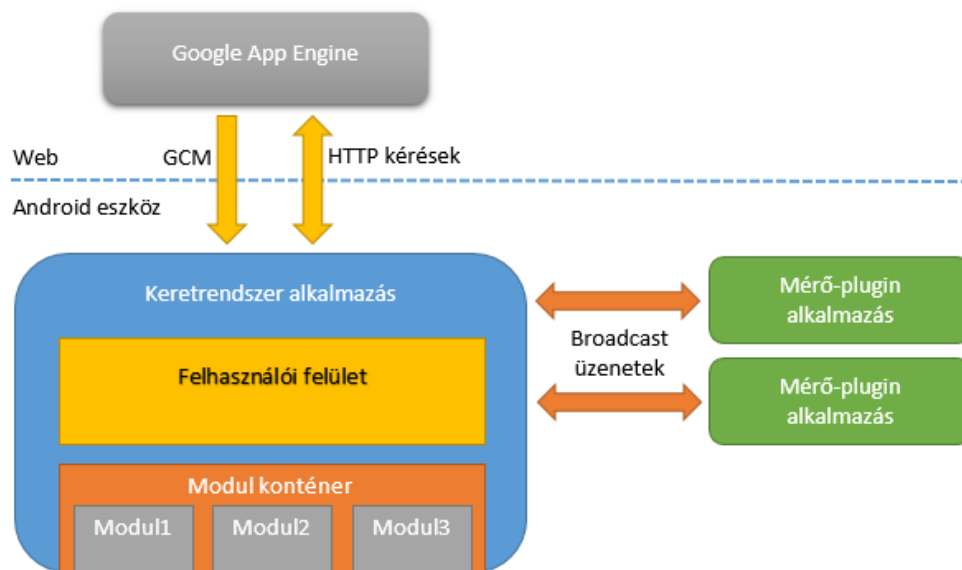 Google App Engine
Web
GCM
HTTP kérések
Android eszköz
Keretrendszer alkalmazás
Mérő-plugin
alkalmazás
Broadcast
üzenetek
Felhasználói felület
Mérő-plugin
alkalmazás
Modul konténer
Modul1
Modul2
Modul3